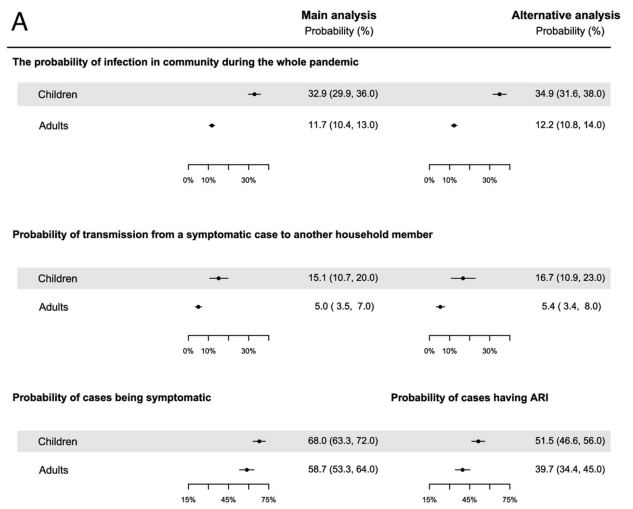 A
Main analysis Alternative analysis
Probability (%) Probability (%)
The probability of infection in community during the whole pandemic
Children 32.9 (29.9, 36.0) 34.9 (31.6, 38.0)
Adults 11.7 (10.4, 13.0) 12.2 (10.8, 14.0)
0% 10% 30% 0% 10% 30%
Probability of transmission from a symptomatic case to another household member
Children 15.1 (10.7, 20.0) 16.7 (10.9, 23.0)
Adults 5.0 ( 3.5, 7.0) 5.4 ( 3.4, 8.0)
0% 10% 30% 0% 10% 30%
Probability of cases being symptomatic Probability of cases having ARI
Children 68.0 (63.3, 72.0) 51.5 (46.6, 56.0)
Adults 58.7 (53.3, 64.0) 39.7 (34.4, 45.0)
15% 45% 75% 15% 45% 75%